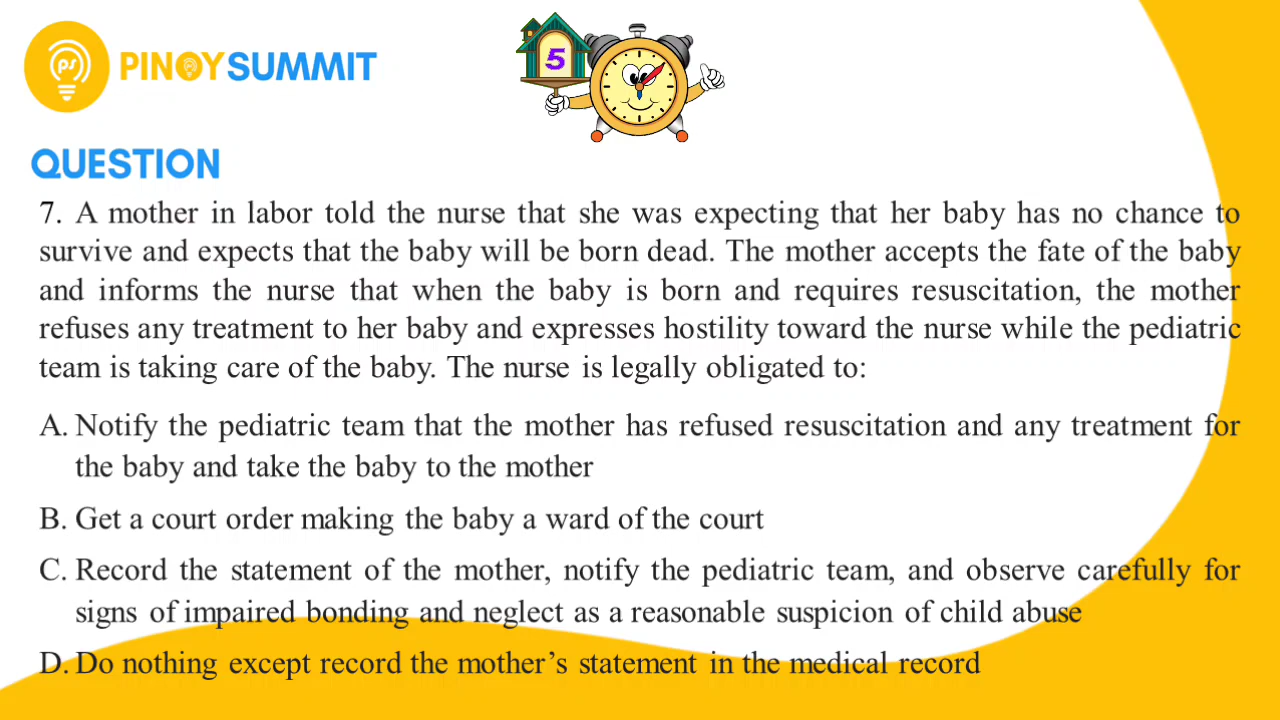 PINOYSUMMIT
5
QUESTION
7. A mother in labor told the nurse that she was expecting that her baby has no chance to
survive and expects that the baby will be born dead. The mother accepts the fate of the baby
and informs the nurse that when the baby is born and requires resuscitation, the mother
refuses any treatment to her baby and expresses hostility toward the nurse while the pediatric
team is taking care of the baby. The nurse is legally obligated to:
A. Notify the pediatric team that the mother has refused resuscitation and any treatment for
the baby and take the baby to the mother
B. Get a court order making the baby a ward of the court
C. Record the statement of the mother, notify the pediatric team, and observe carefully for
signs of impaired bonding and neglect as a reasonable suspicion of child abuse
D. Do nothing except record the mother’s statement in the medical record